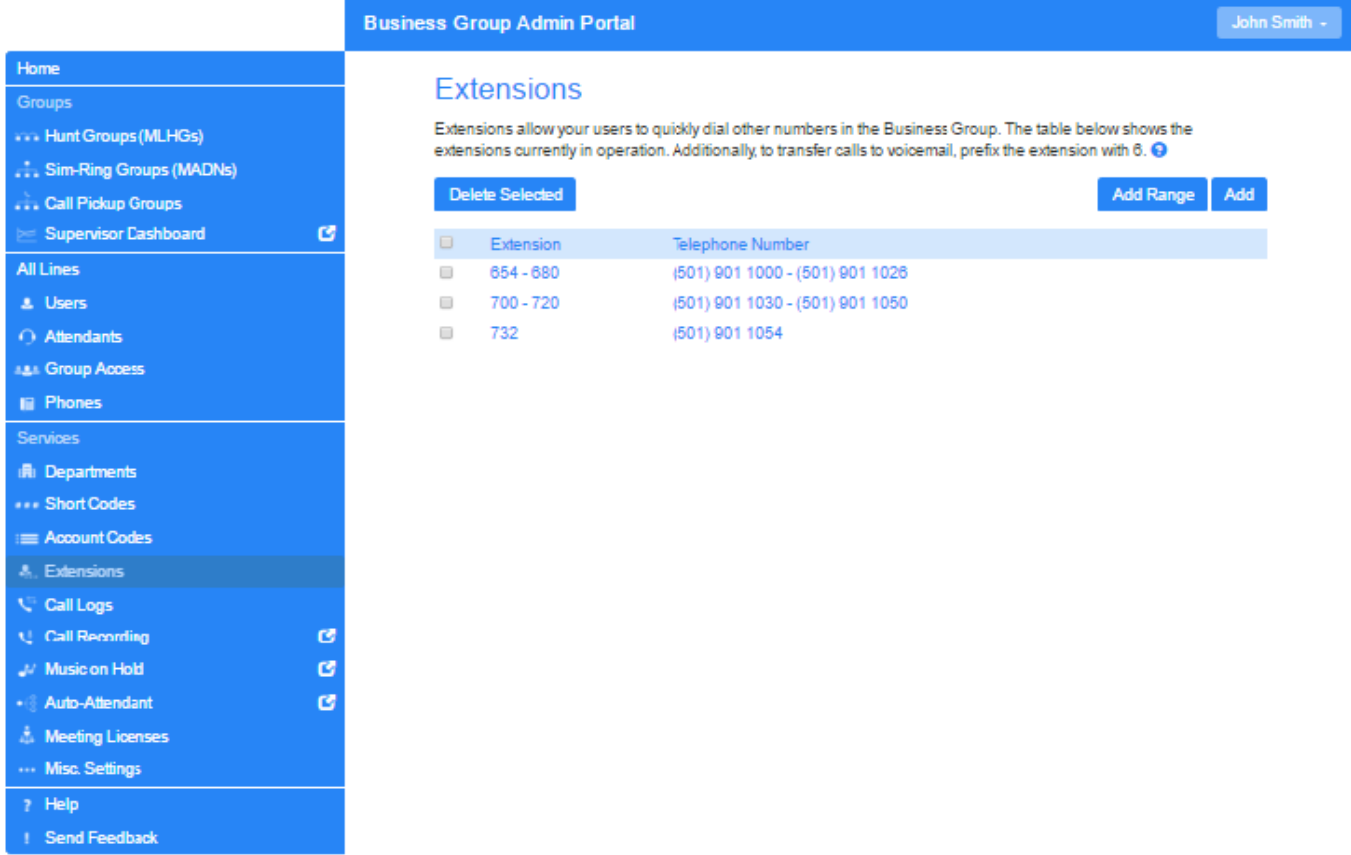 Business Group Admin Portal
John Smith
Home
Groups
Hunt Groups (MLHGs)
Sim-Ring Groups (MADNs)
Call Pickup Groups
Supervisor Dashboard
All Lines
Users
Attendants
Group Access
Phones
Services
Departments
Short Codes
Account Codes
Extensions
Call Logs
Call Recording
Music on Hold
Auto-Attendant
Meeting Licenses
Misc. Settings
? Help
! Send Feedback
Extensions
Extensions allow your users to quickly dial other numbers in the Business Group. The table below shows the
extensions currently in operation. Additionally, to transfer calls to voicemail, prefix the extension with 6. ?
Delete Selected Add Range Add
Extension Telephone Number
654 - 680 (501) 901 1000 - (501) 901 1026
700 - 720 (501) 901 1030 - (501) 901 1050
732 (501) 901 1054